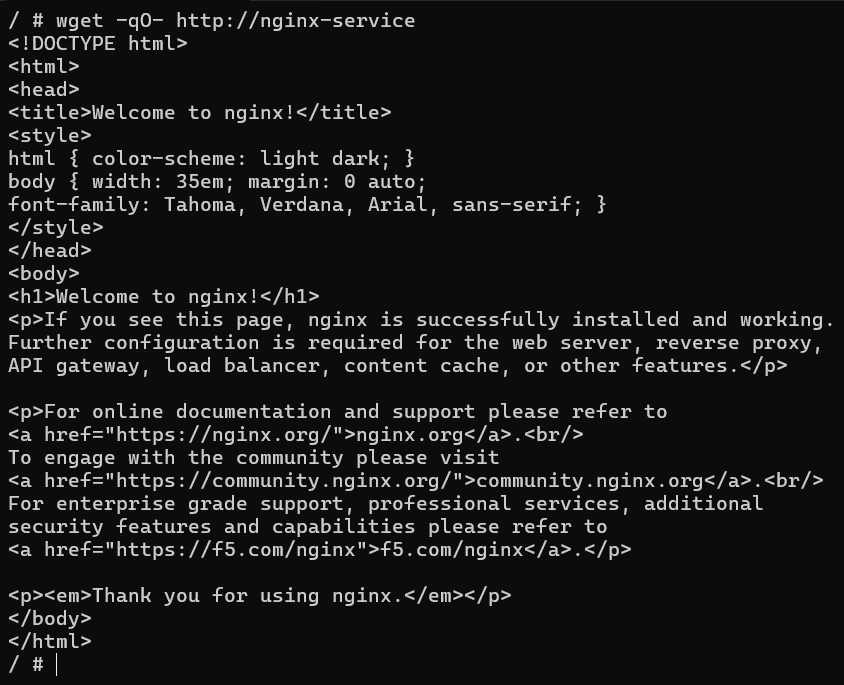 / # wget -qO- http://nginx-service
<!DOCTYPE html>
<html>
<head>
<title>Welcome to nginx!</title>
<style>
html { color-scheme: light dark; }
body { width: 35em; margin: 0 auto;
font-family: Tahoma, Verdana, Arial, sans-serif; }
</style>
</head>
<body>
<h1>Welcome to nginx!</h1>
<p>If you see this page, nginx is successfully installed and working.
Further configuration is required for the web server, reverse proxy,
API gateway, load balancer, content cache, or other features.</p>

<p>For online documentation and support please refer to
<a href="https://nginx.org/">nginx.org</a>.<br/>
To engage with the community please visit
<a href="https://community.nginx.org/">community.nginx.org</a>.<br/>
For enterprise grade support, professional services, additional
security features and capabilities please refer to
<a href="https://f5.com/nginx">f5.com/nginx</a>.</p>

<p><em>Thank you for using nginx.</em></p>
</body>
</html>
/ #